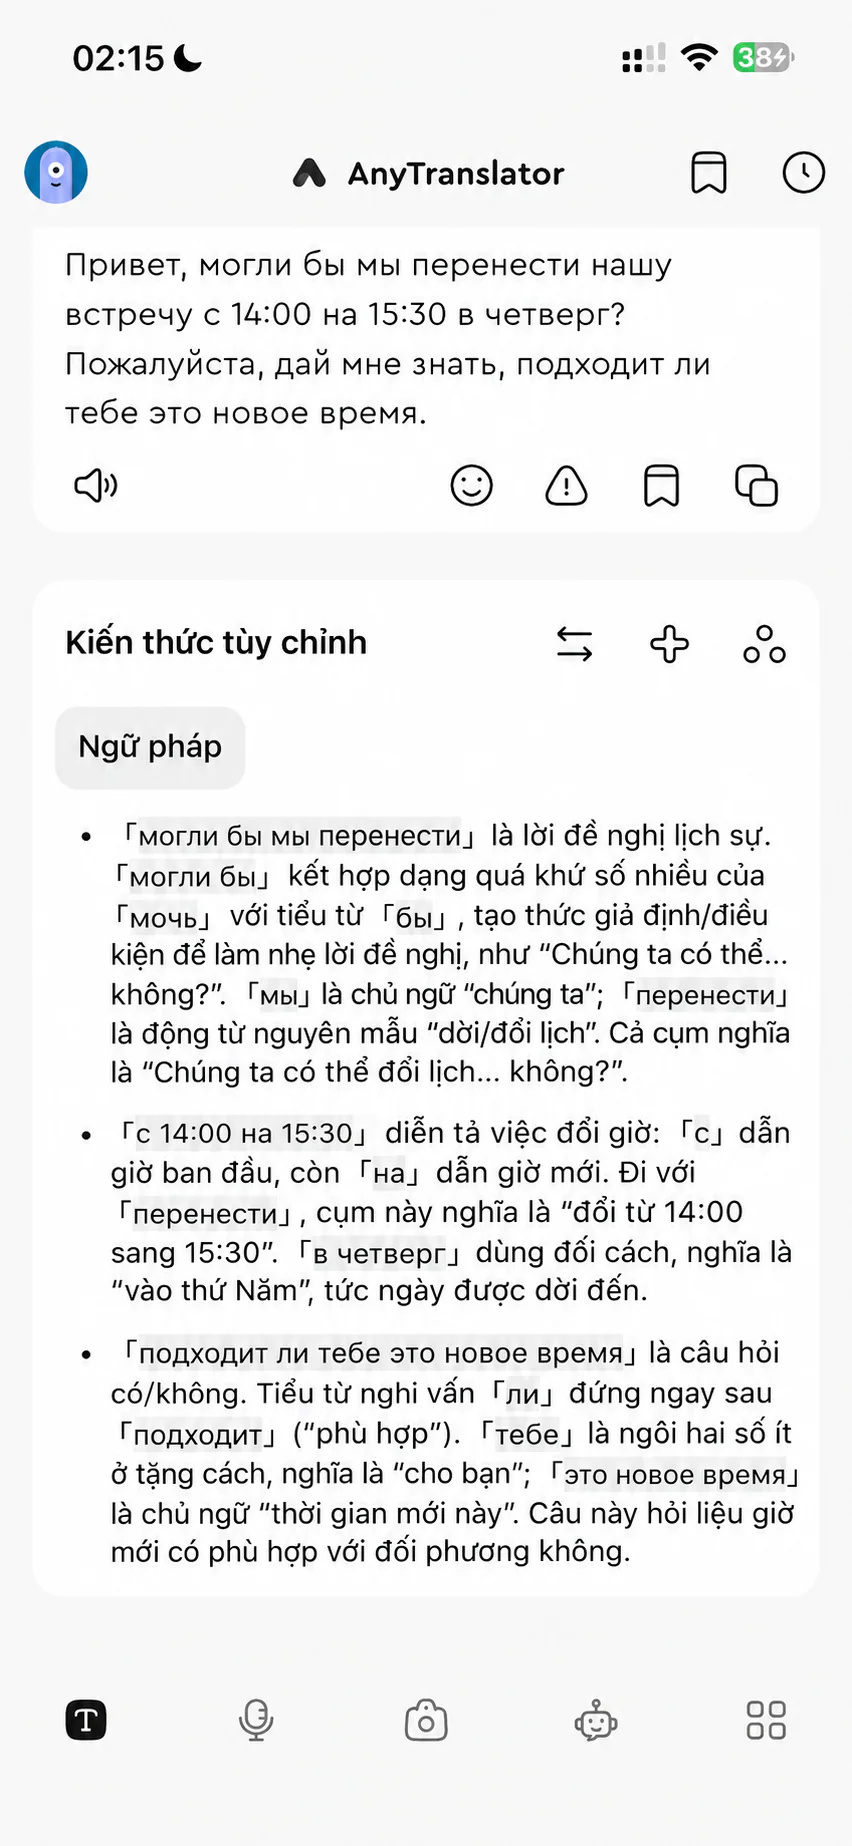 02:15
38
AnyTranslator
Привет, могли бы мы перенести нашу
встречу с 14:00 на 15:30 в четверг?
Пожалуйста, дай мне знать, подходит ли
тебе это новое время.
Kiến thức tùy chỉnh
Ngữ pháp
• 「могли бы мы перенести」 là lời đề nghị lịch sự.
「могли бы」 kết hợp dạng quá khứ số nhiều của
「мочь」 với tiểu từ 「бы」, tạo thức giả định/điều
kiện để làm nhẹ lời đề nghị, như “Chúng ta có thể...
không?”. 「мы」 là chủ ngữ “chúng ta”; 「перенести」
là động từ nguyên mẫu “dời/đổi lịch”. Cả cụm nghĩa
là “Chúng ta có thể đổi lịch... không?”.
• 「с 14:00 на 15:30」 diễn tả việc đổi giờ: 「с」 dẫn
giờ ban đầu, còn 「на」 dẫn giờ mới. Đi với
「перенести」, cụm này nghĩa là “đổi từ 14:00
sang 15:30”. 「в четверг」 dùng đối cách, nghĩa là
“vào thứ Năm”, tức ngày được dời đến.
• 「подходит ли тебе это новое время」 là câu hỏi
có/không. Tiểu từ nghi vấn 「ли」 đứng ngay sau
「подходит」 (“phù hợp”). 「тебе」 là ngôi hai số ít
ở tặng cách, nghĩa là “cho bạn”; 「это новое время」
là chủ ngữ “thời gian mới này”. Câu này hỏi liệu giờ
mới có phù hợp với đối phương không.
T